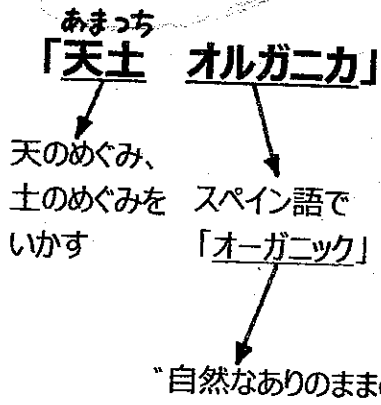 あまつち
「天土 オルガニカ」
天のめぐみ、
土のめぐみを
いかす
スペイン語で
「オーガニック」
"自然なありのままの